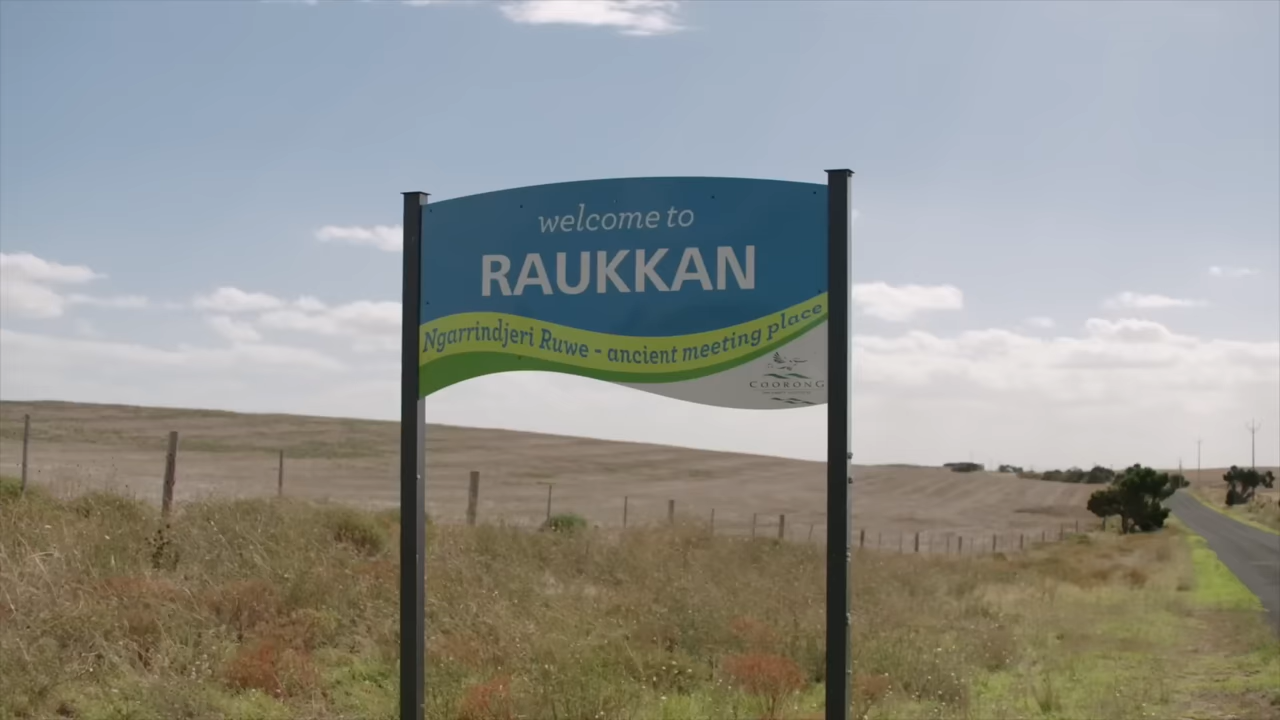 welcome to
RAUKKAN
Ngarrindjeri Ruwe - ancient meeting place
COORONG